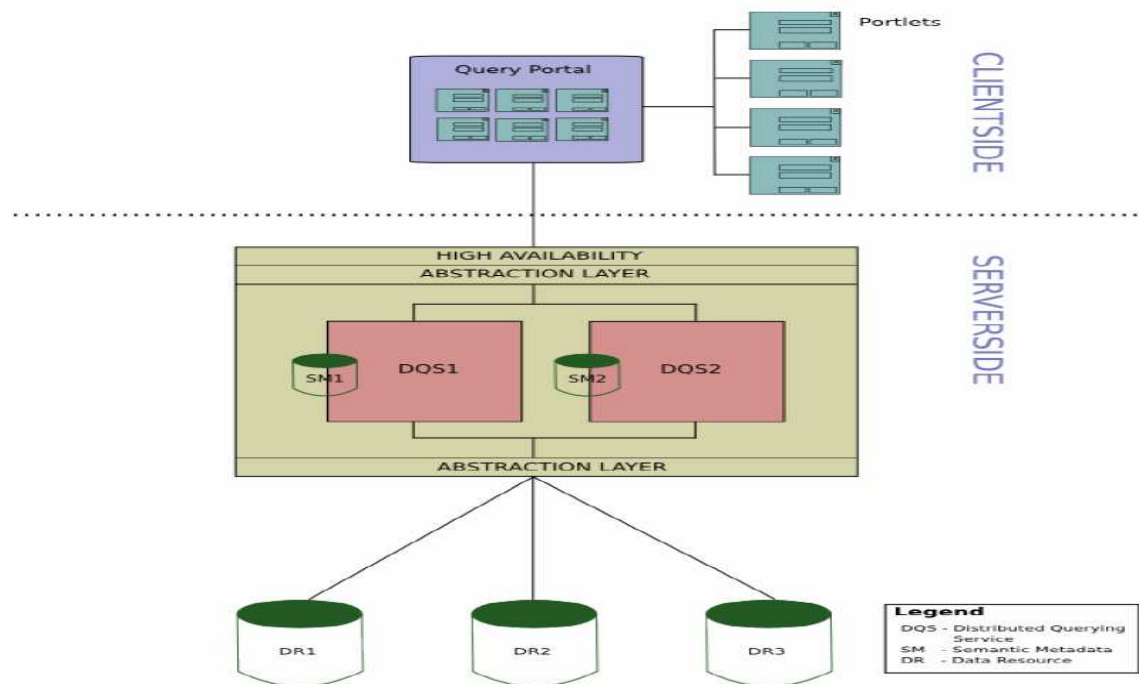 Portlets
Query Portal
CLIENTSIDE
HIGH AVAILABILITY
ABSTRACTION LAYER
SERVERSIDE
SM1
DQS1
SM2
DQS2
ABSTRACTION LAYER
DR1
DR2
DR3
Legend
DQS - Distributed Querying
Service
SM - Semantic Metadata
DR - Data Resource